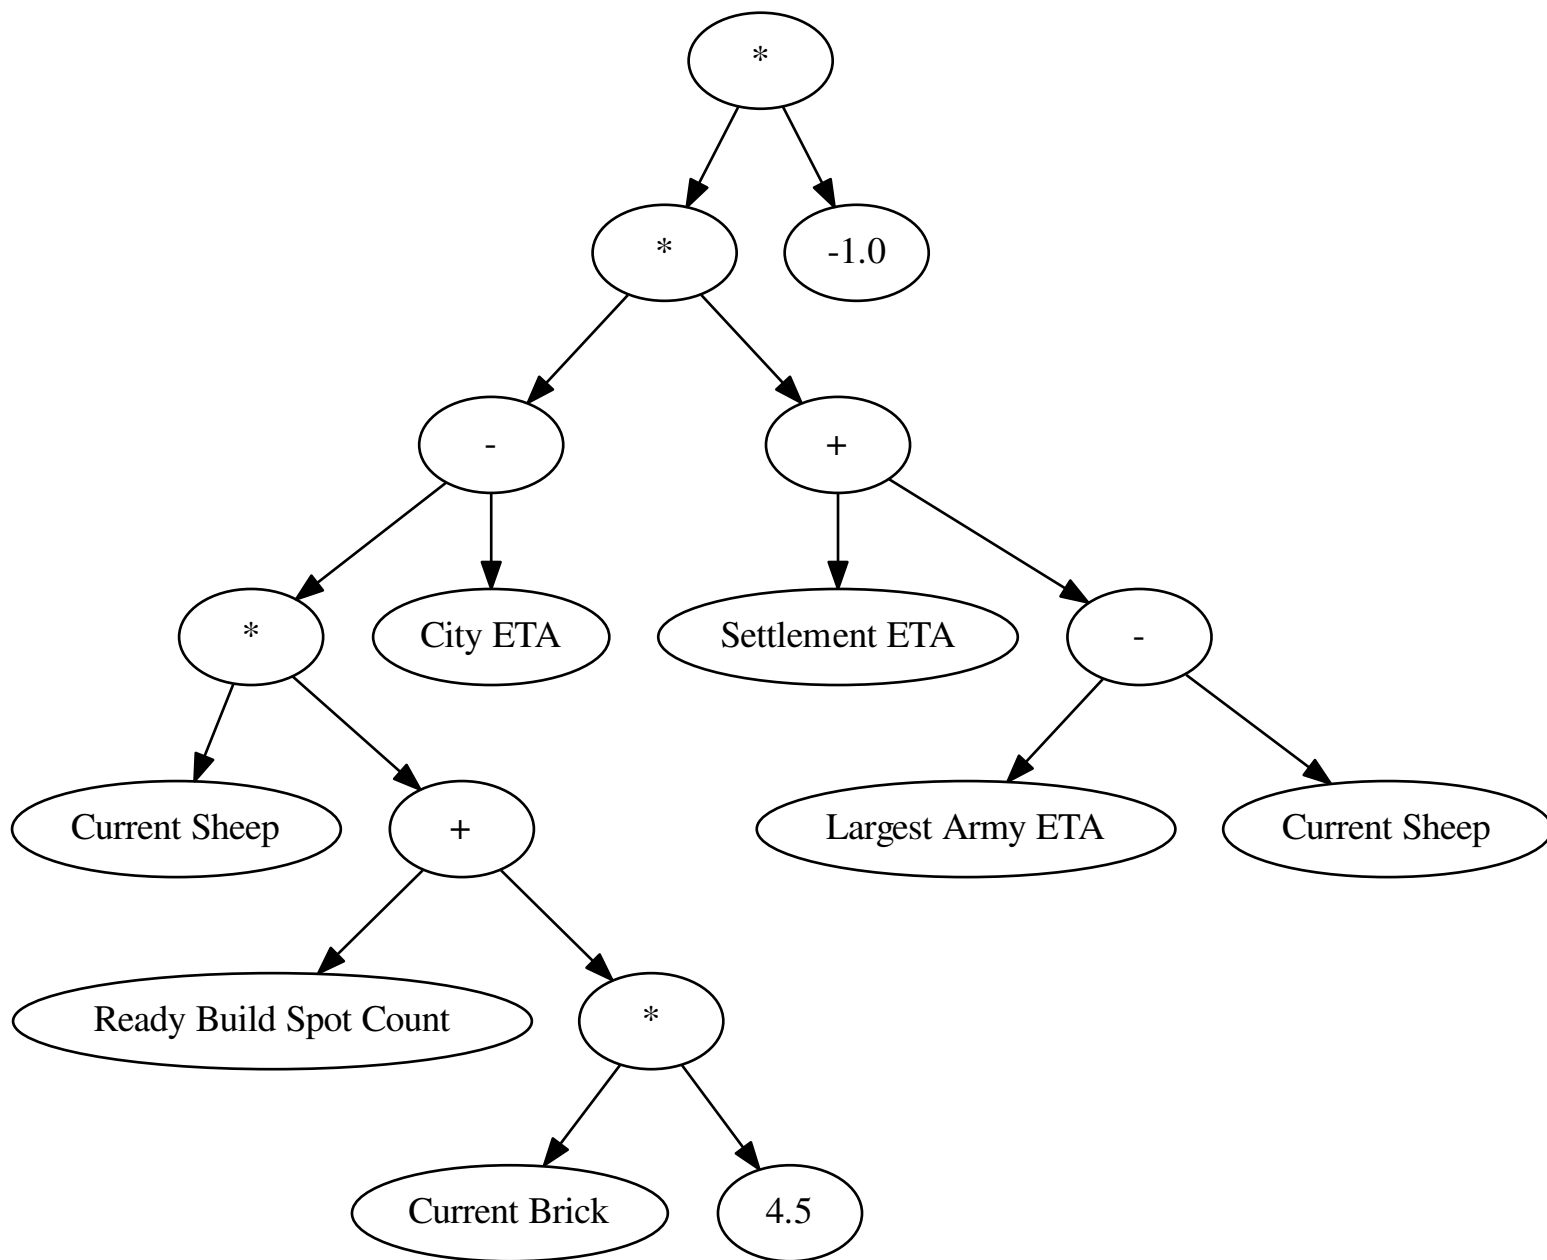 *
*
-1.0
-
+
*
City ETA
Settlement ETA
-
Current Sheep
+
Largest Army ETA
Current Sheep
Ready Build Spot Count
*
Current Brick
4.5